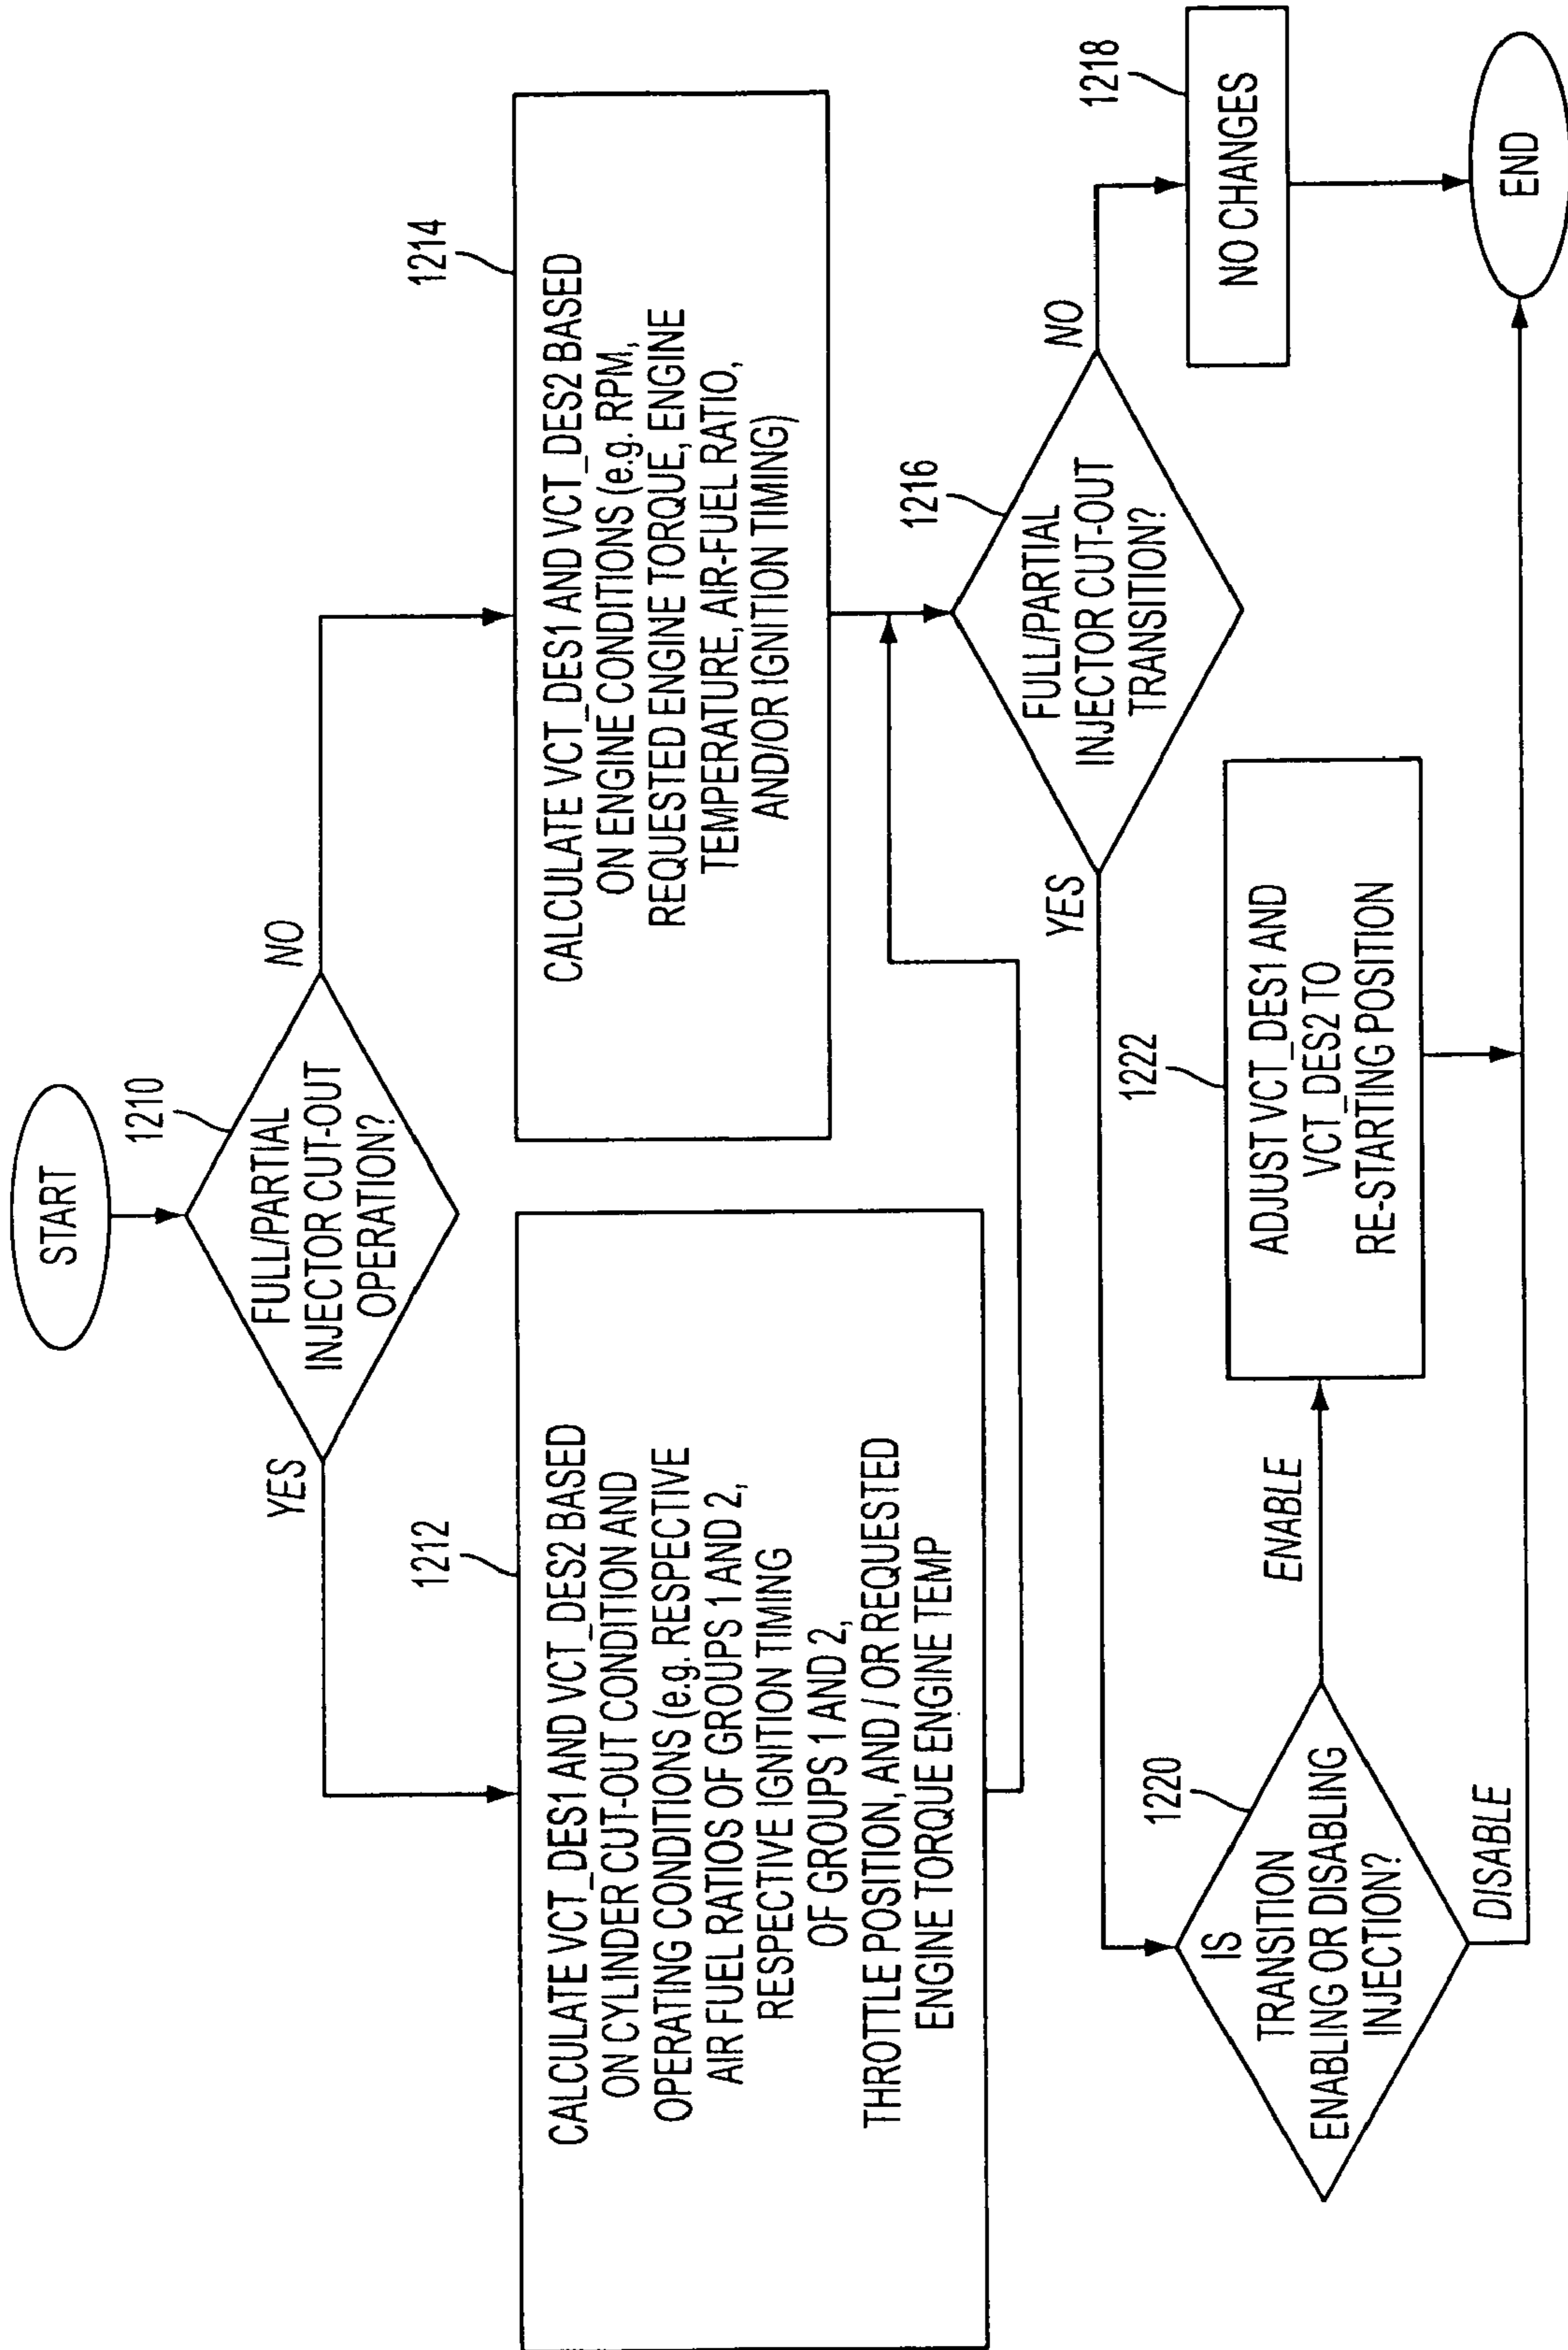 START
1210
FULL/PARTIAL
INJECTOR CUT-OUT
OPERATION?
YES
NO
1212
CALCULATE VCT_DES1 AND VCT_DES2 BASED
ON CYLINDER CUT-OUT CONDITION AND
OPERATING CONDITIONS (e.g. RESPECTIVE
AIR FUEL RATIOS OF GROUPS 1 AND 2,
RESPECTIVE IGNITION TIMING
OF GROUPS 1 AND 2,
THROTTLE POSITION, AND / OR REQUESTED
ENGINE TORQUE ENGINE TEMP
1214
CALCULATE VCT_DES1 AND VCT_DES2 BASED
ON ENGINE CONDITIONS (e.g. RPM,
REQUESTED ENGINE TORQUE, ENGINE
TEMPERATURE, AIR-FUEL RATIO,
AND/OR IGNITION TIMING)
1216
FULL/PARTIAL
INJECTOR CUT-OUT
TRANSITION?
YES
NO
1218
NO CHANGES
1220
IS
TRANSITION
ENABLING OR DISABLING
INJECTION?
ENABLE
DISABLE
1222
ADJUST VCT_DES1 AND
VCT_DES2 TO
RE-STARTING POSITION
END